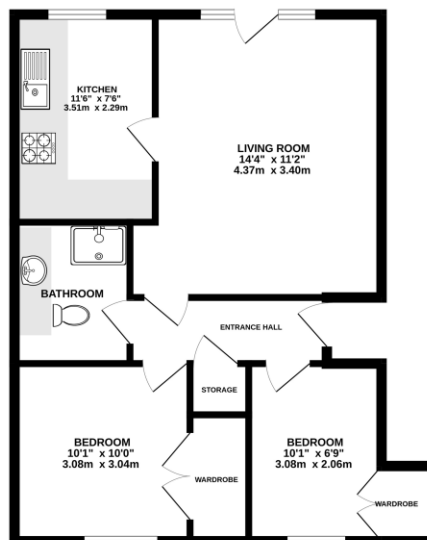 KITCHEN
11'6" x 7'6"
3.51m x 2.29m
LIVING ROOM
14'4" x 11'2"
4.37m x 3.40m
BATHROOM
ENTRANCE HALL
STORAGE
BEDROOM
10'1" x 10'0"
3.08m x 3.04m
WARDROBE
BEDROOM
10'1" x 6'9"
3.08m x 2.06m
WARDROBE